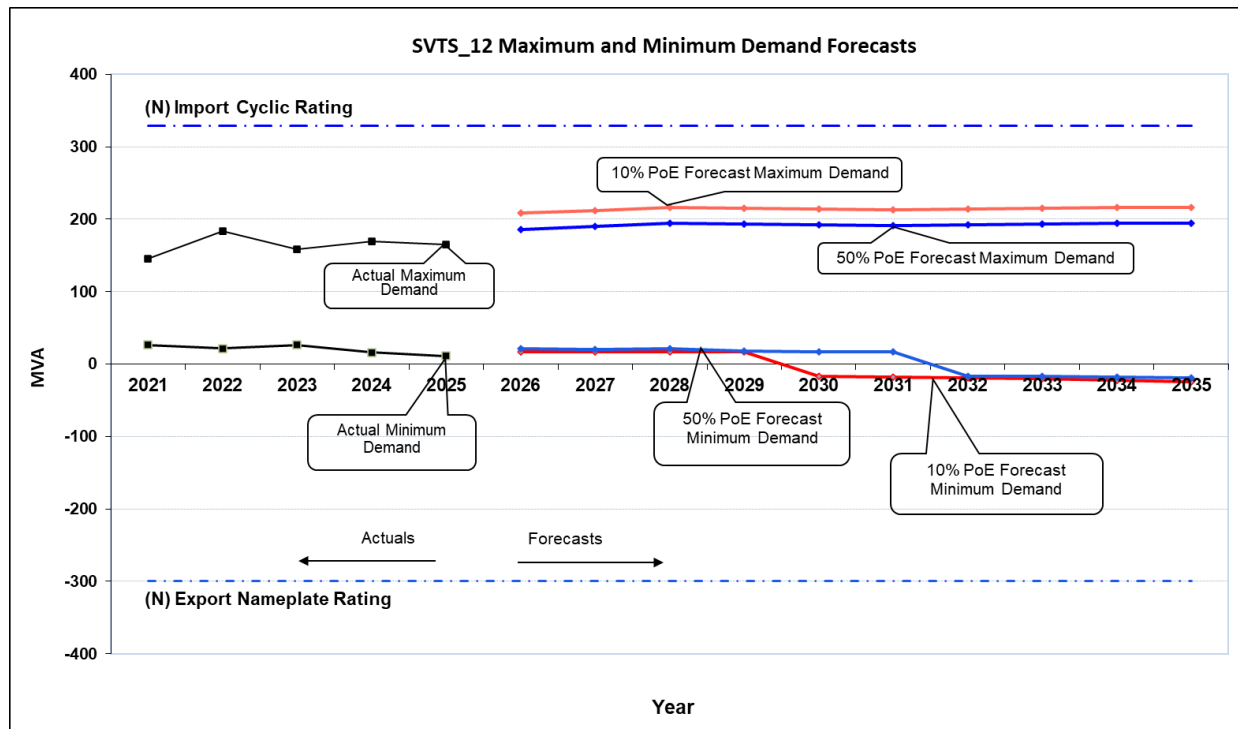 SVTS_12 Maximum and Minimum Demand Forecasts
400
(N) Import Cyclic Rating
300
10% PoE Forecast Maximum Demand
200
50% PoE Forecast Maximum Demand
Actual Maximum
Demand
100
0
MVA
2021 2022 2023 2024 2025 2026 2027 2028 2029 2030 2031 2032 2033 2034 2035
Actual Minimum
Demand
50% PoE Forecast
Minimum Demand
10% PoE Forecast
Minimum Demand
-100
-200
Actuals Forecasts
-300
(N) Export Nameplate Rating
-400
Year